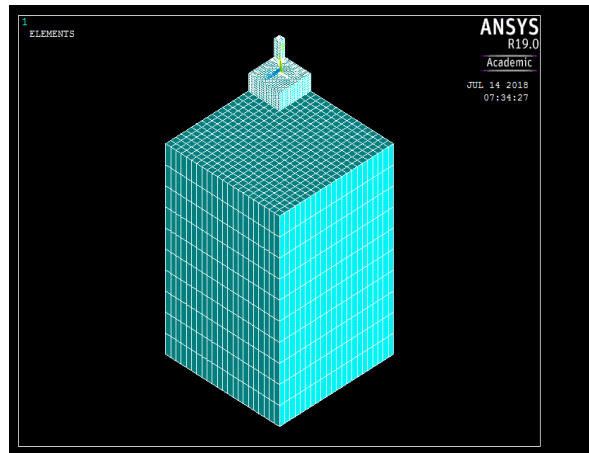 1
ELEMENTS
ANSYS
R19.0
Academic
JUL 14 2018
07:34:27